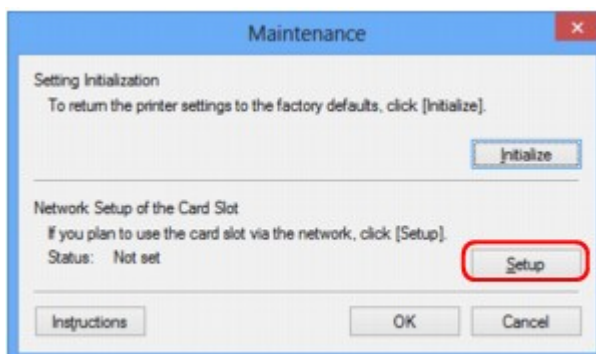 Maintenance
Setting Initialization
To return the printer settings to the factory defaults, click [Initialize].
Initialize
Network Setup of the Card Slot
If you plan to use the card slot via the network, click [Setup].
Status: Not set
Setup
Instructions OK Cancel